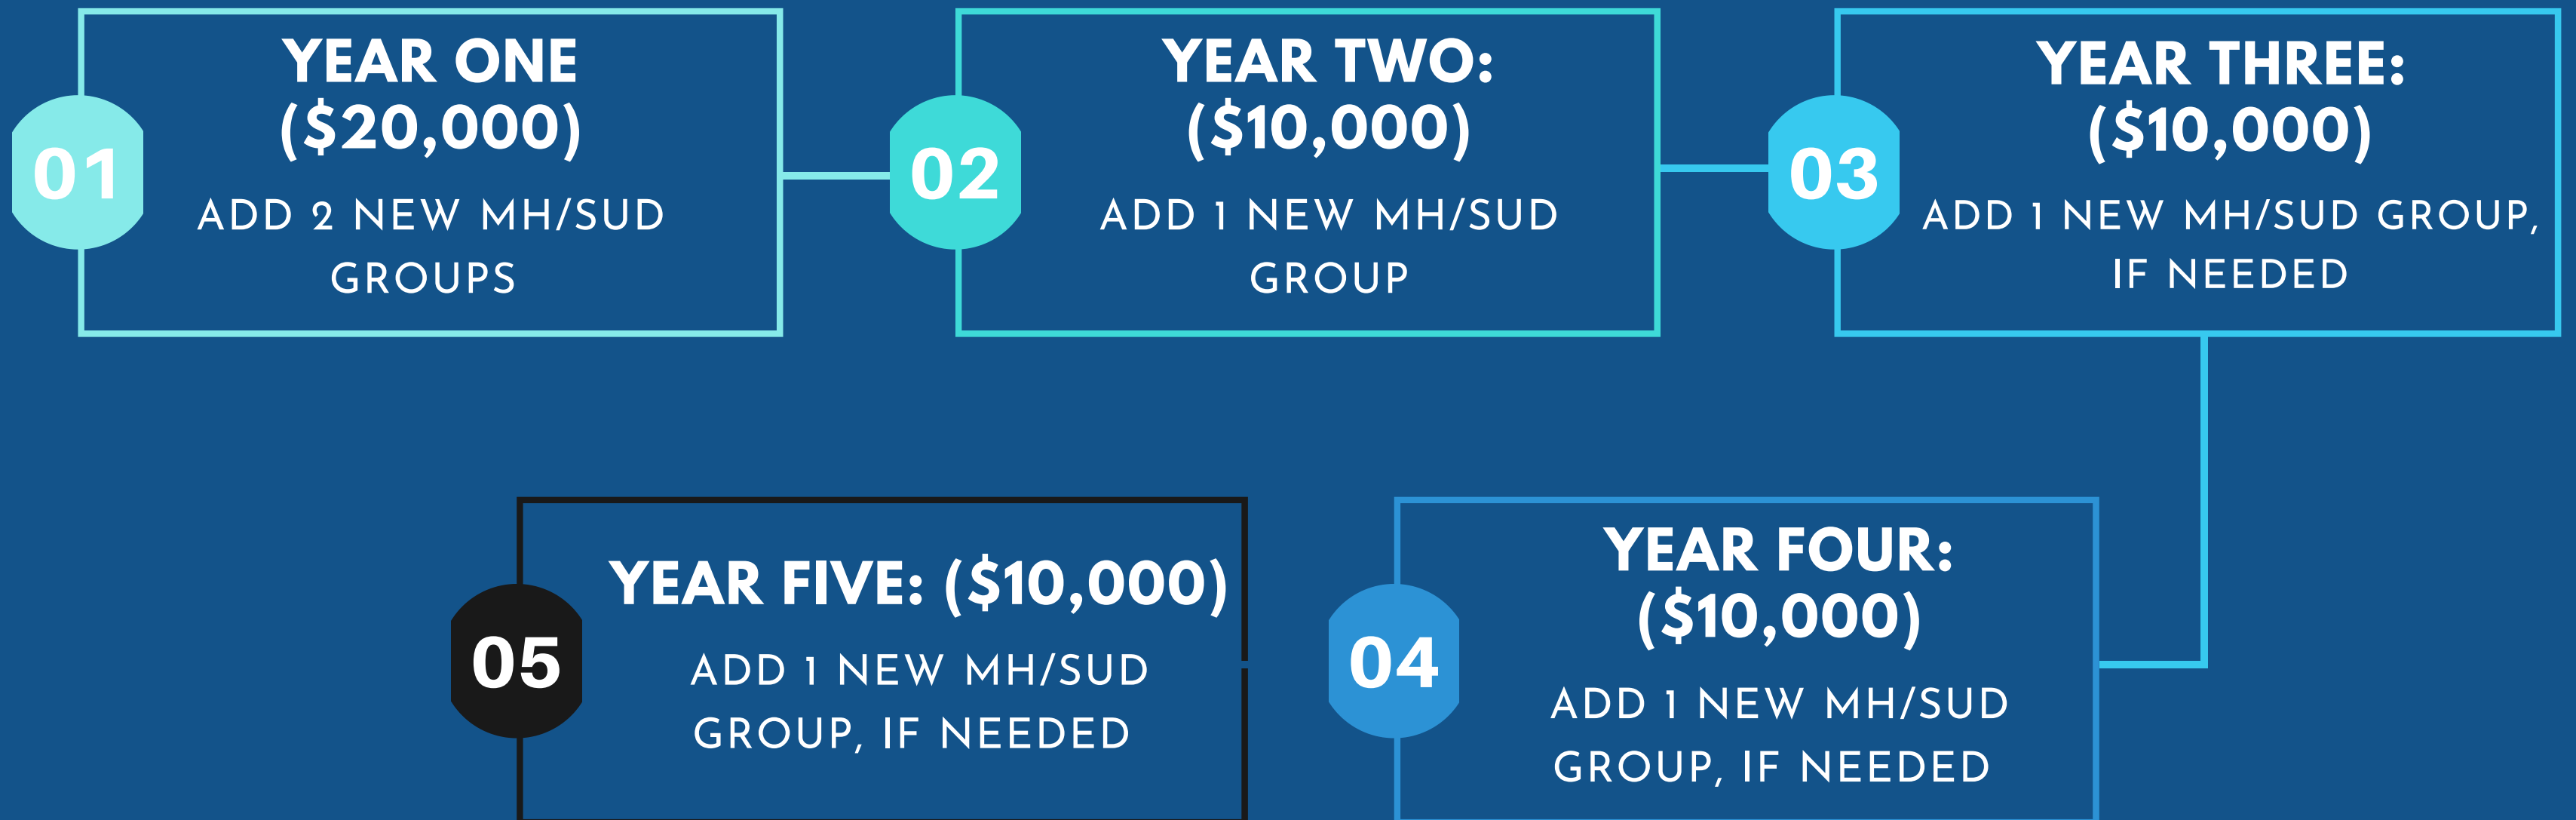 01
YEAR ONE
($20,000)
ADD 2 NEW MH/SUD
GROUPS
02
YEAR TWO:
($10,000)
ADD 1 NEW MH/SUD
GROUP
03
YEAR THREE:
($10,000)
ADD 1 NEW MH/SUD GROUP,
IF NEEDED
04
YEAR FOUR:
($10,000)
ADD 1 NEW MH/SUD
GROUP, IF NEEDED
05
YEAR FIVE: ($10,000)
ADD 1 NEW MH/SUD
GROUP, IF NEEDED